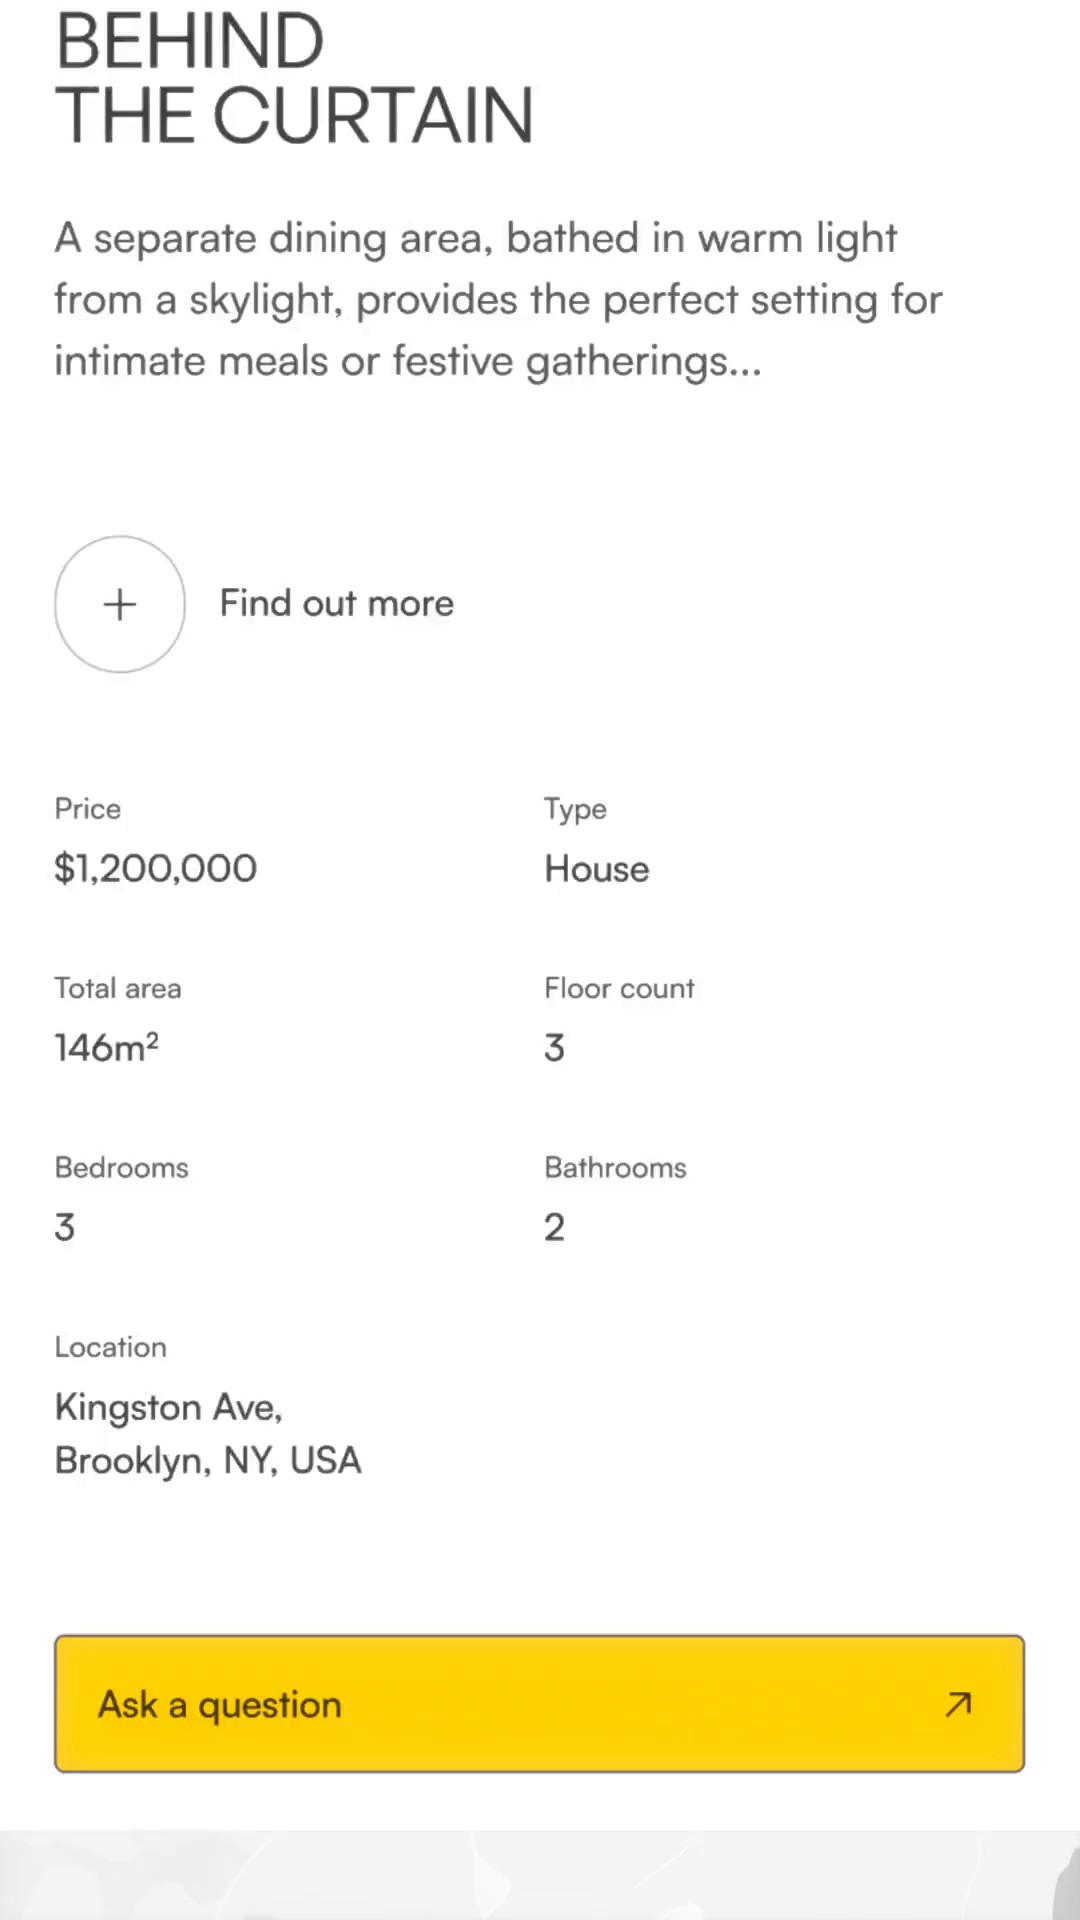 BEHIND
THE CURTAIN
A separate dining area, bathed in warm light
from a skylight, provides the perfect setting for
intimate meals or festive gatherings...
Find out more
Price
$1,200,000
Type
House
Total area
146m²
Floor count
3
Bedrooms
3
Bathrooms
2
Location
Kingston Ave,
Brooklyn, NY, USA
Ask a question